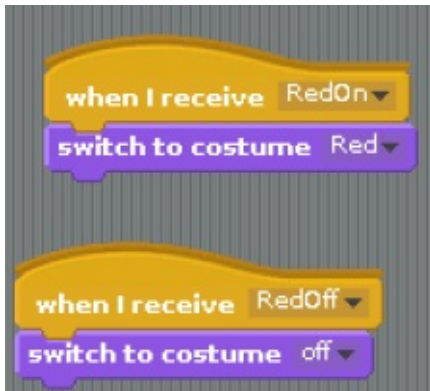 when I receive RedOn
switch to costume Red
when I receive RedOff
switch to costume off